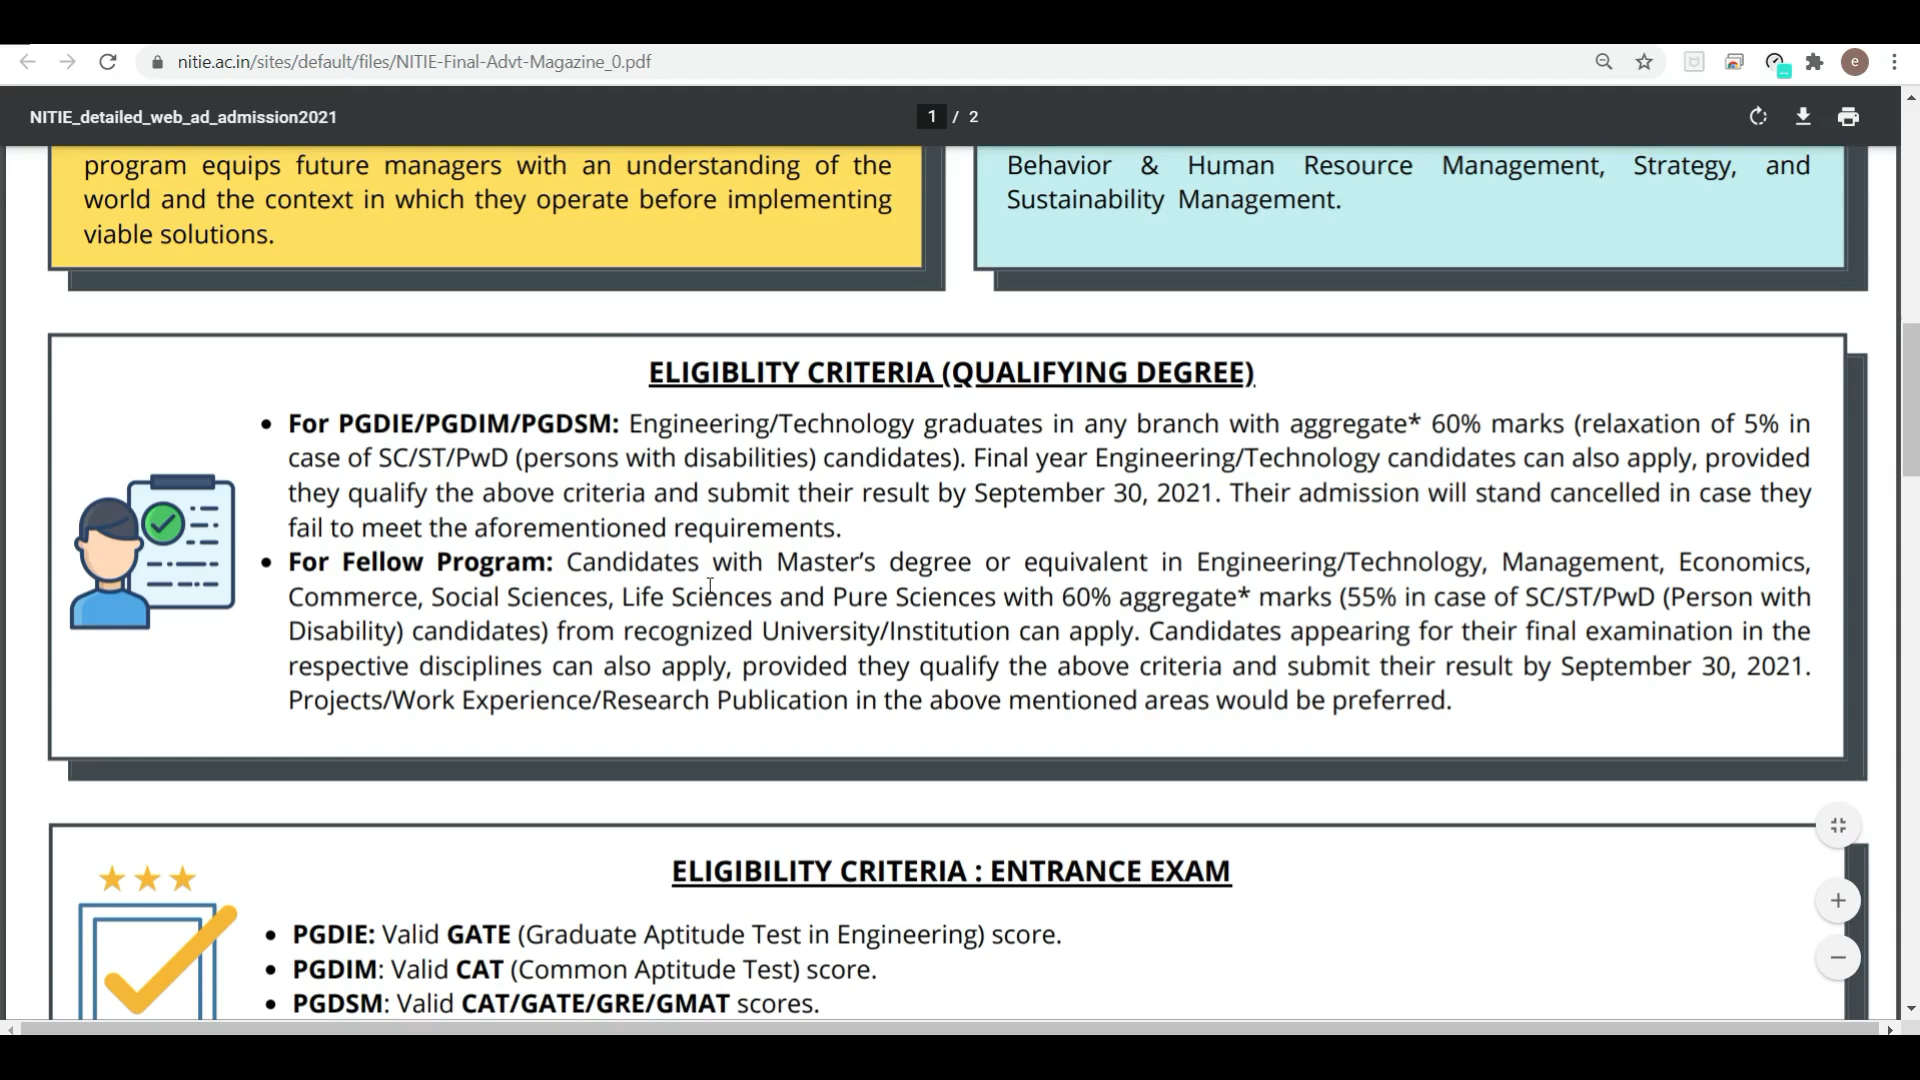 nitie.ac.in/sites/default/files/NITIE-Final-Advt-Magazine_0.pdf
e
NITIE_detailed_web_ad_admission2021
1 / 2
program equips future managers with an understanding of the
world and the context in which they operate before implementing
viable solutions.
Behavior & Human Resource Management, Strategy, and
Sustainability Management.
ELIGIBLITY CRITERIA (QUALIFYING DEGREE)
• For PGDIE/PGDIM/PGDSM: Engineering/Technology graduates in any branch with aggregate* 60% marks (relaxation of 5% in
case of SC/ST/PwD (persons with disabilities) candidates). Final year Engineering/Technology candidates can also apply, provided
they qualify the above criteria and submit their result by September 30, 2021. Their admission will stand cancelled in case they
fail to meet the aforementioned requirements.
• For Fellow Program: Candidates with Master’s degree or equivalent in Engineering/Technology, Management, Economics,
Commerce, Social Sciences, Life Sciences and Pure Sciences with 60% aggregate* marks (55% in case of SC/ST/PwD (Person with
Disability) candidates) from recognized University/Institution can apply. Candidates appearing for their final examination in the
respective disciplines can also apply, provided they qualify the above criteria and submit their result by September 30, 2021.
Projects/Work Experience/Research Publication in the above mentioned areas would be preferred.
ELIGIBILITY CRITERIA : ENTRANCE EXAM
• PGDIE: Valid GATE (Graduate Aptitude Test in Engineering) score.
• PGDIM: Valid CAT (Common Aptitude Test) score.
• PGDSM: Valid CAT/GATE/GRE/GMAT scores.